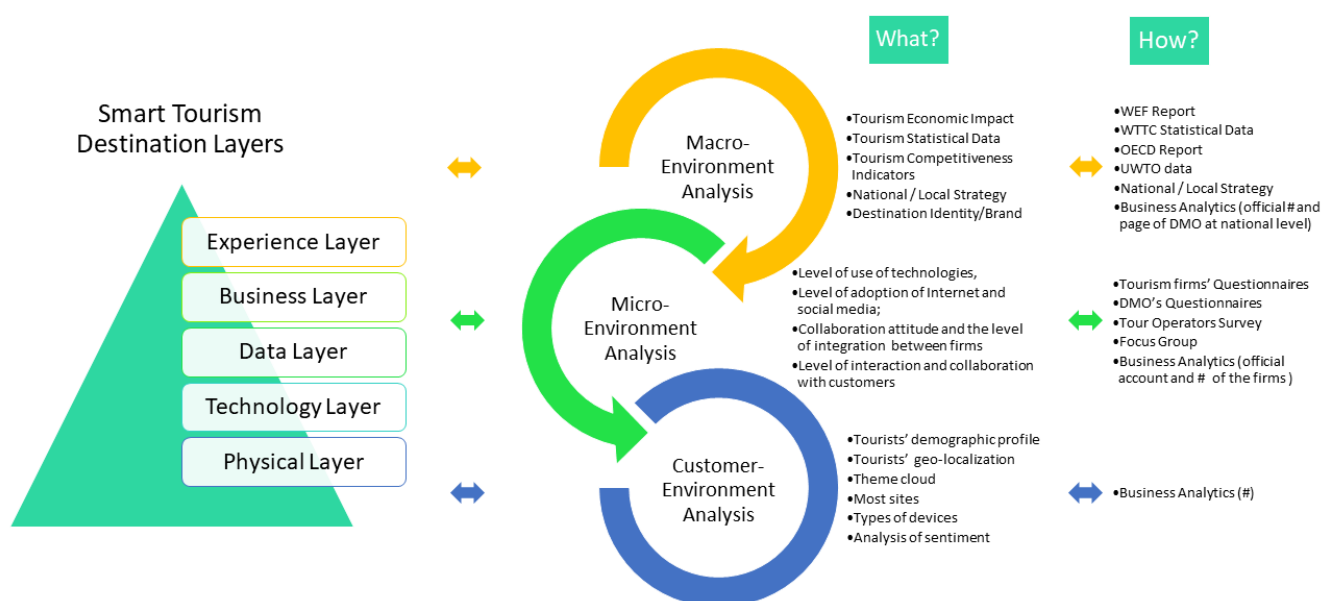 What?
How?
Smart Tourism
Destination Layers
Experience Layer
Business Layer
Data Layer
Technology Layer
Physical Layer
Macro-
Environment
Analysis
•Tourism Economic Impact
•Tourism Statistical Data
•Tourism Competitiveness
Indicators
•National / Local Strategy
•Destination Identity/Brand
•WEF Report
•WTTC Statistical Data
•OECD Report
•UWTO data
•National / Local Strategy
•Business Analytics (official # and
page of DMO at national level)
Micro-
Environment
Analysis
•Level of use of technologies,
•Level of adoption of Internet and
social media;
•Collaboration attitude and the level
of integration between firms
•Level of interaction and collaboration
with customers
•Tourism firms’ Questionnaires
•DMO’s Questionnaires
•Tour Operators Survey
•Focus Group
•Business Analytics (official
account and # of the firms )
Customer-
Environment
Analysis
•Tourists’ demographic profile
•Tourists’ geo-localization
•Theme cloud
•Most sites
•Types of devices
•Analysis of sentiment
•Business Analytics (#)